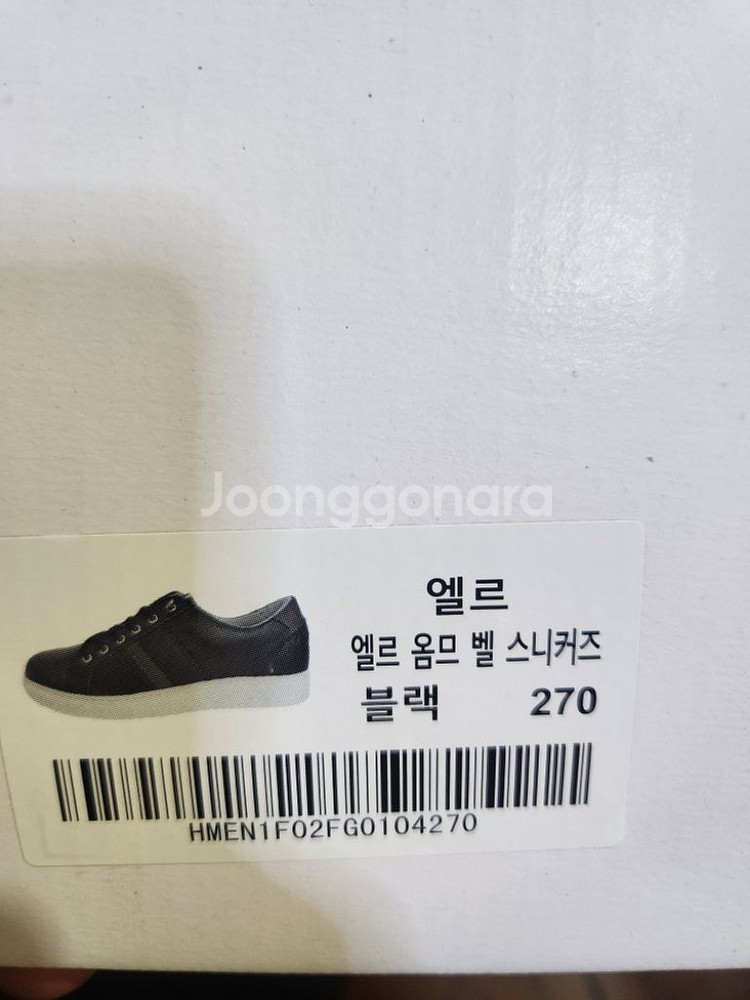 Joonggonara
엘르
엘르 옴므 벨 스니커즈
블랙 270
HMEN1F02FG0104270